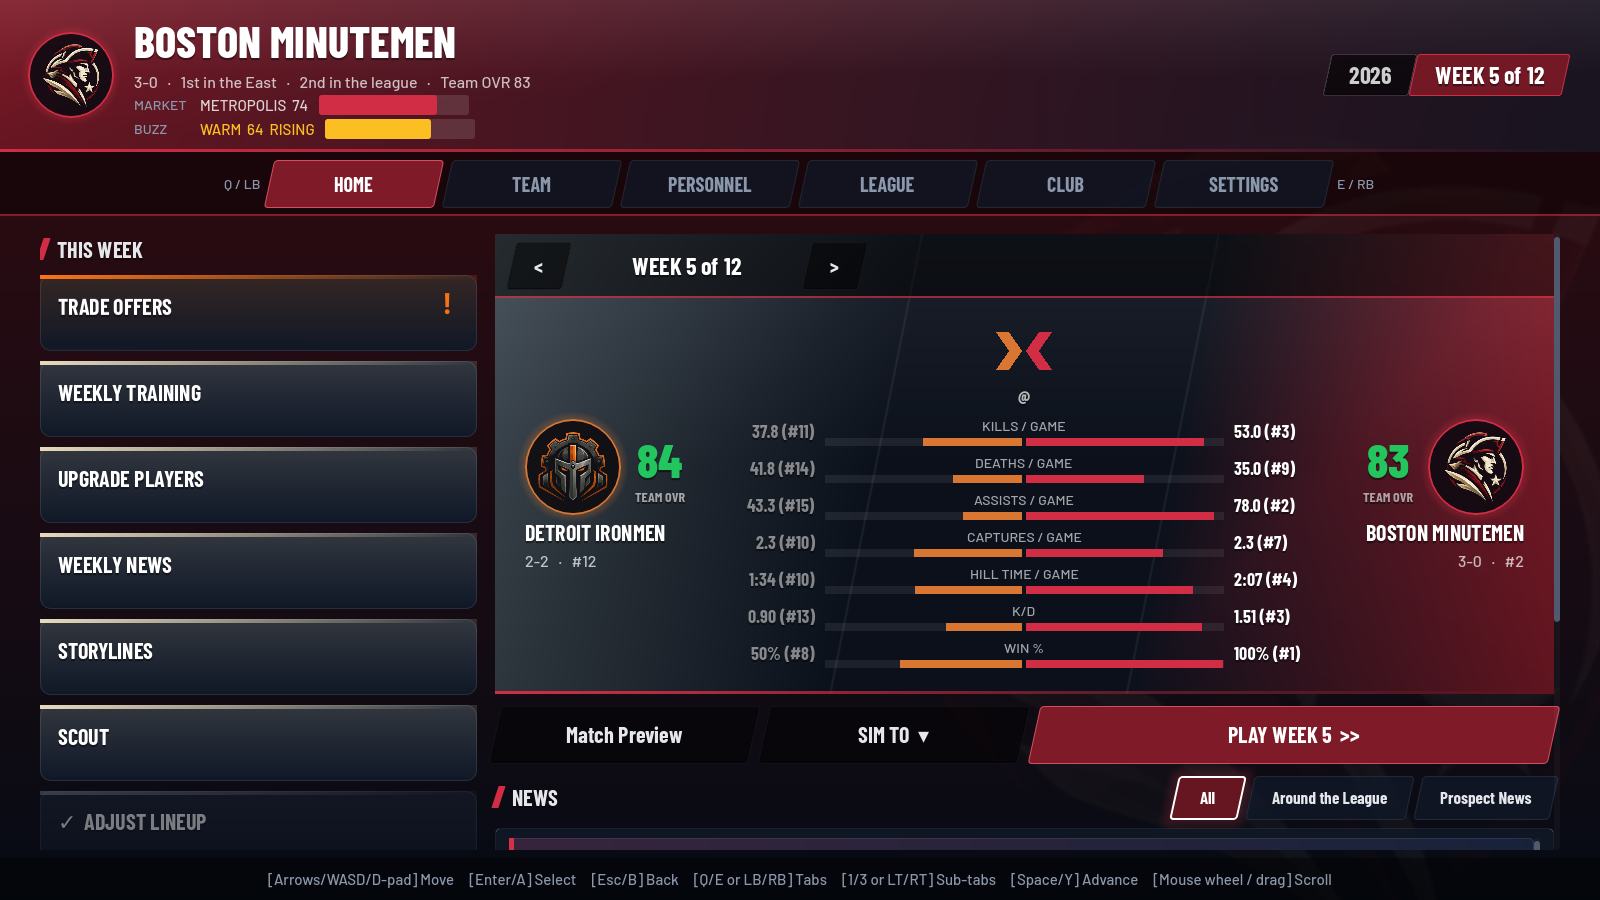 BOSTON MINUTEMEN
3-0 · 1st in the East · 2nd in the league · Team OVR 83
MARKET METROPOLIS 74
BUZZ WARM 64 RISING
2026 WEEK 5 of 12
Q / LB HOME TEAM PERSONNEL LEAGUE CLUB SETTINGS E / RB
THIS WEEK
TRADE OFFERS !
WEEKLY TRAINING
UPGRADE PLAYERS
WEEKLY NEWS
STORYLINES
SCOUT
✓ ADJUST LINEUP
< WEEK 5 of 12 >
@
84
TEAM OVR
DETROIT IRONMEN
2-2 · #12
37.8 (#11) KILLS / GAME 53.0 (#3)
41.8 (#14) DEATHS / GAME 35.0 (#9)
43.3 (#15) ASSISTS / GAME 78.0 (#2)
2.3 (#10) CAPTURES / GAME 2.3 (#7)
1:34 (#10) HILL TIME / GAME 2:07 (#4)
0.90 (#13) K/D 1.51 (#3)
50% (#8) WIN % 100% (#1)
83
TEAM OVR
BOSTON MINUTEMEN
3-0 · #2
Match Preview SIM TO ▼ PLAY WEEK 5 >>
NEWS All Around the League Prospect News
[Arrows/WASD/D-pad] Move [Enter/A] Select [Esc/B] Back [Q/E or LB/RB] Tabs [1/3 or LT/RT] Sub-tabs [Space/Y] Advance [Mouse wheel / drag] Scroll